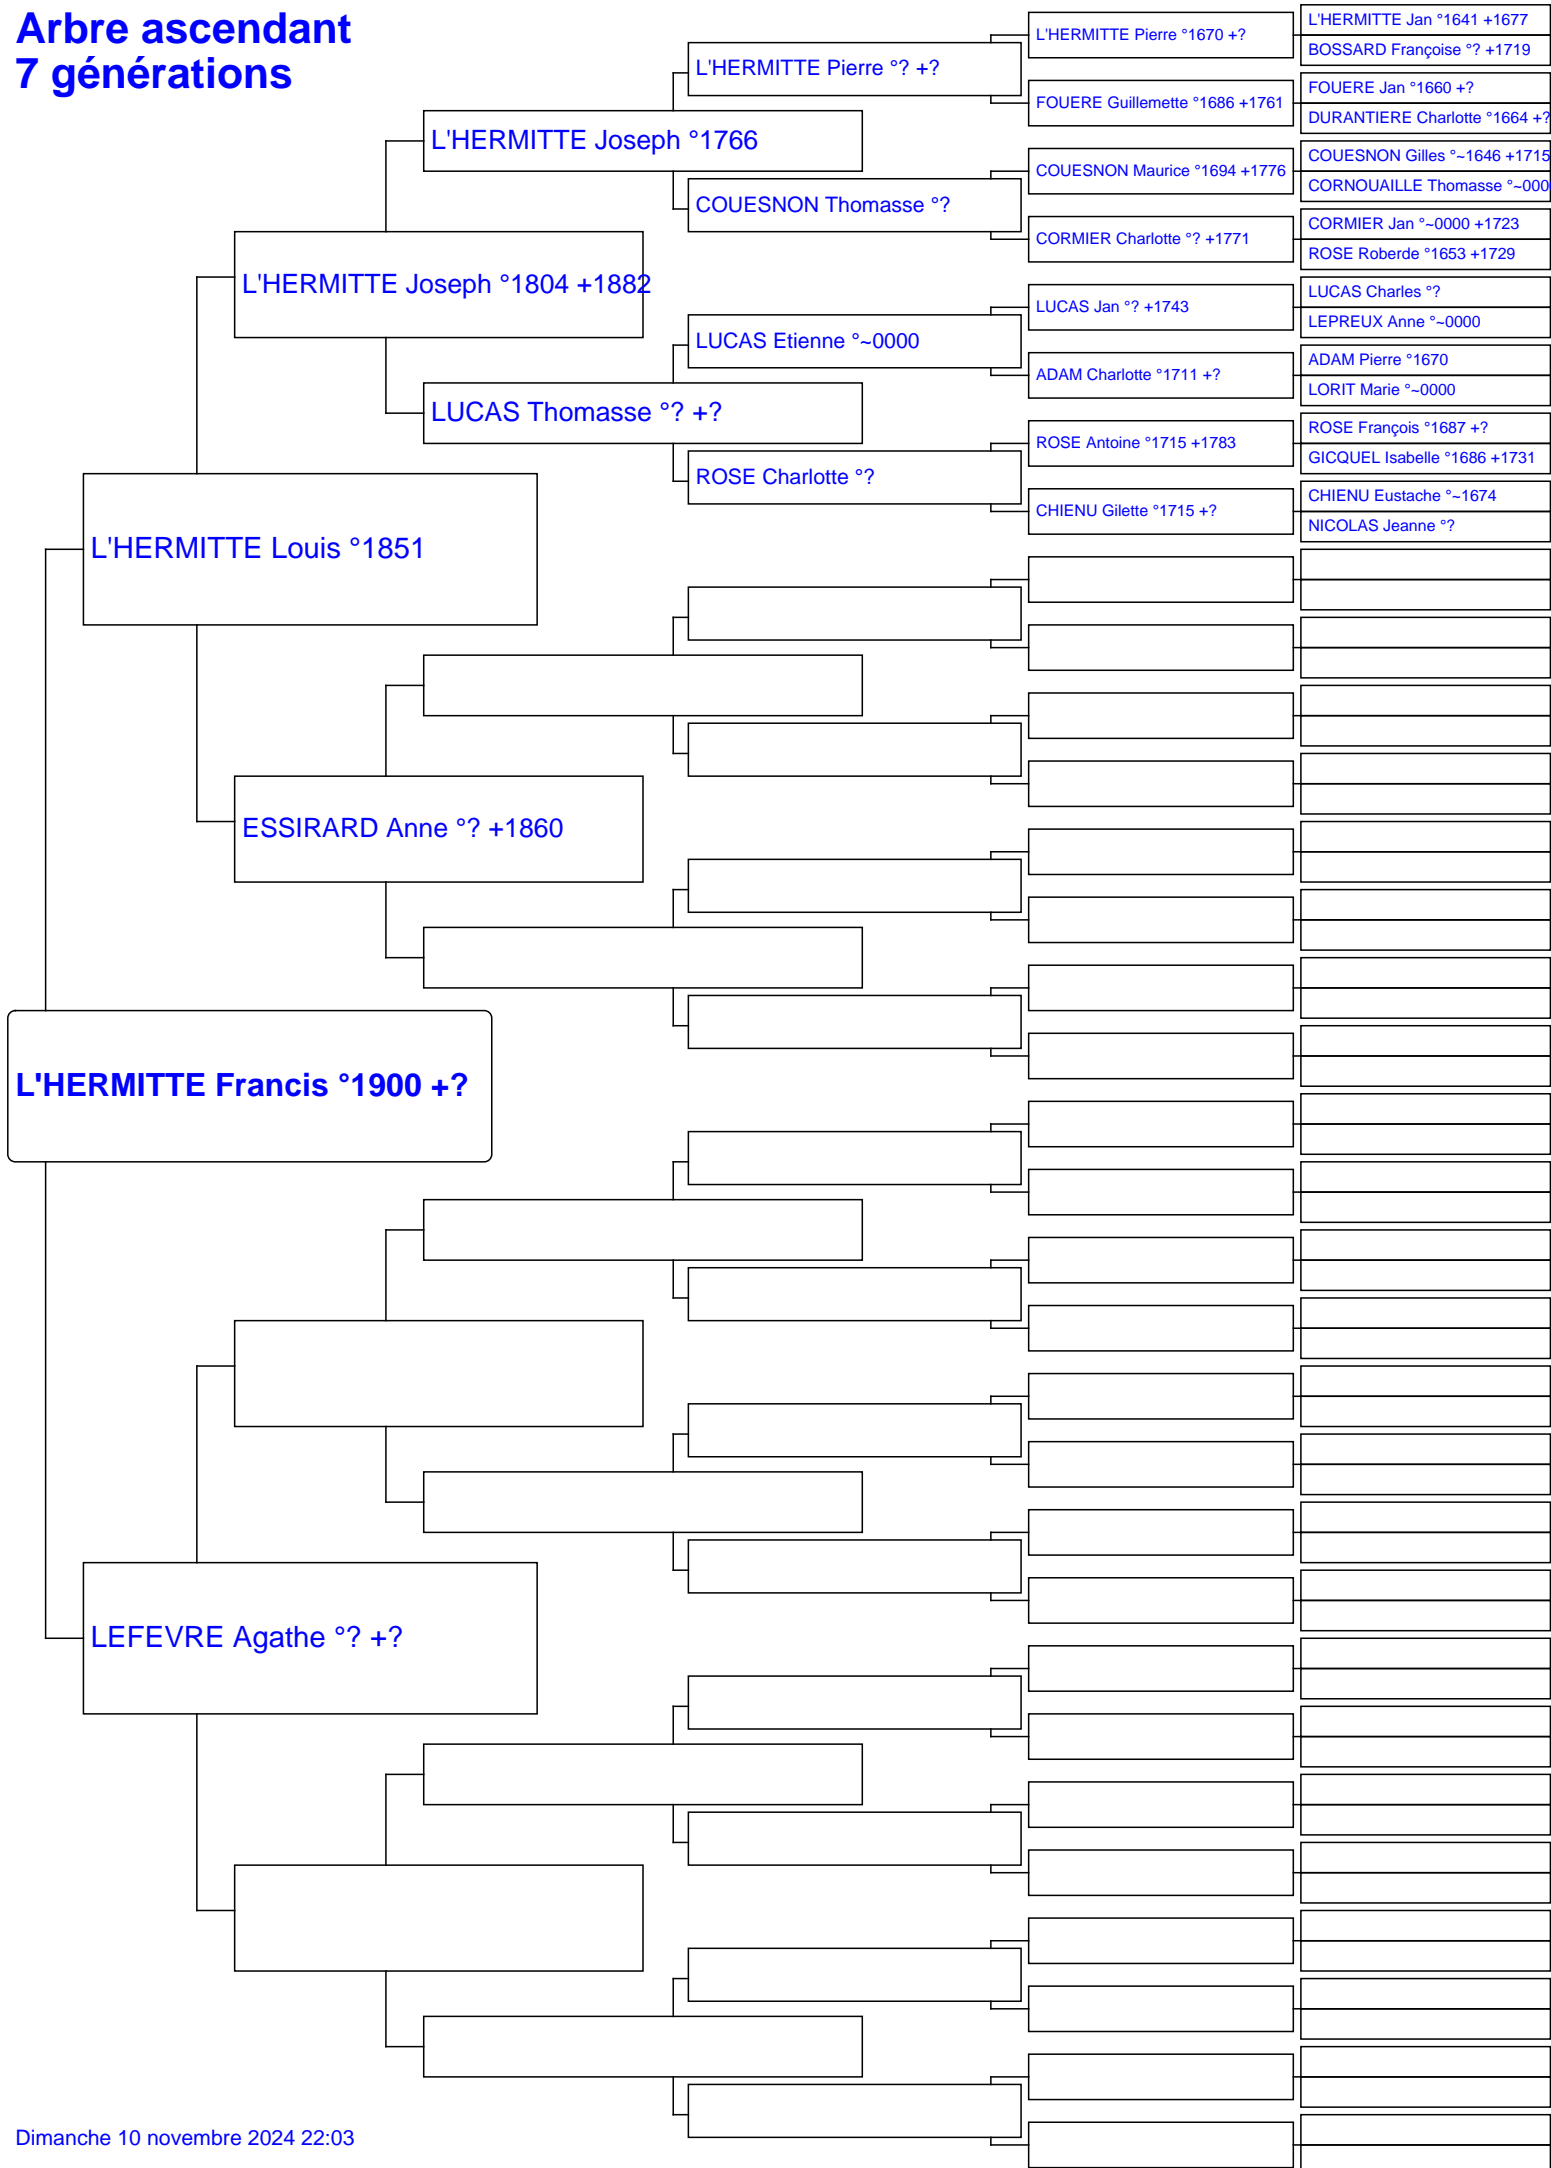 Arbre ascendant
7 générations
L'HERMITTE Jan °1641 +1677
L'HERMITTE Pierre °1670 +?
BOSSARD Françoise °? +1719
L'HERMITTE Pierre °? +?
FOUERE Jan °1660 +?
FOUERE Guillemette °1686 +1761
DURANTIERE Charlotte °1664 +?
L'HERMITTE Joseph °1766
COUESNON Gilles °~1646 +1715
COUESNON Maurice °1694 +1776
CORNOUAILLE Thomasse °~000
COUESNON Thomasse °?
CORMIER Jan °~0000 +1723
CORMIER Charlotte °? +1771
ROSE Roberde °1653 +1729
L'HERMITTE Joseph °1804 +1882
LUCAS Charles °?
LUCAS Jan °? +1743
LEPREUX Anne °~0000
LUCAS Etienne °~0000
ADAM Pierre °1670
ADAM Charlotte °1711 +?
LORIT Marie °~0000
LUCAS Thomasse °? +?
ROSE François °1687 +?
ROSE Antoine °1715 +1783
GICQUEL Isabelle °1686 +1731
ROSE Charlotte °?
CHIENU Eustache °~1674
CHIENU Gilette °1715 +?
NICOLAS Jeanne °?
L'HERMITTE Louis °1851
ESSIRARD Anne °? +1860
L'HERMITTE Francis °1900 +?
LEFEVRE Agathe °? +?
Dimanche 10 novembre 2024 22:03